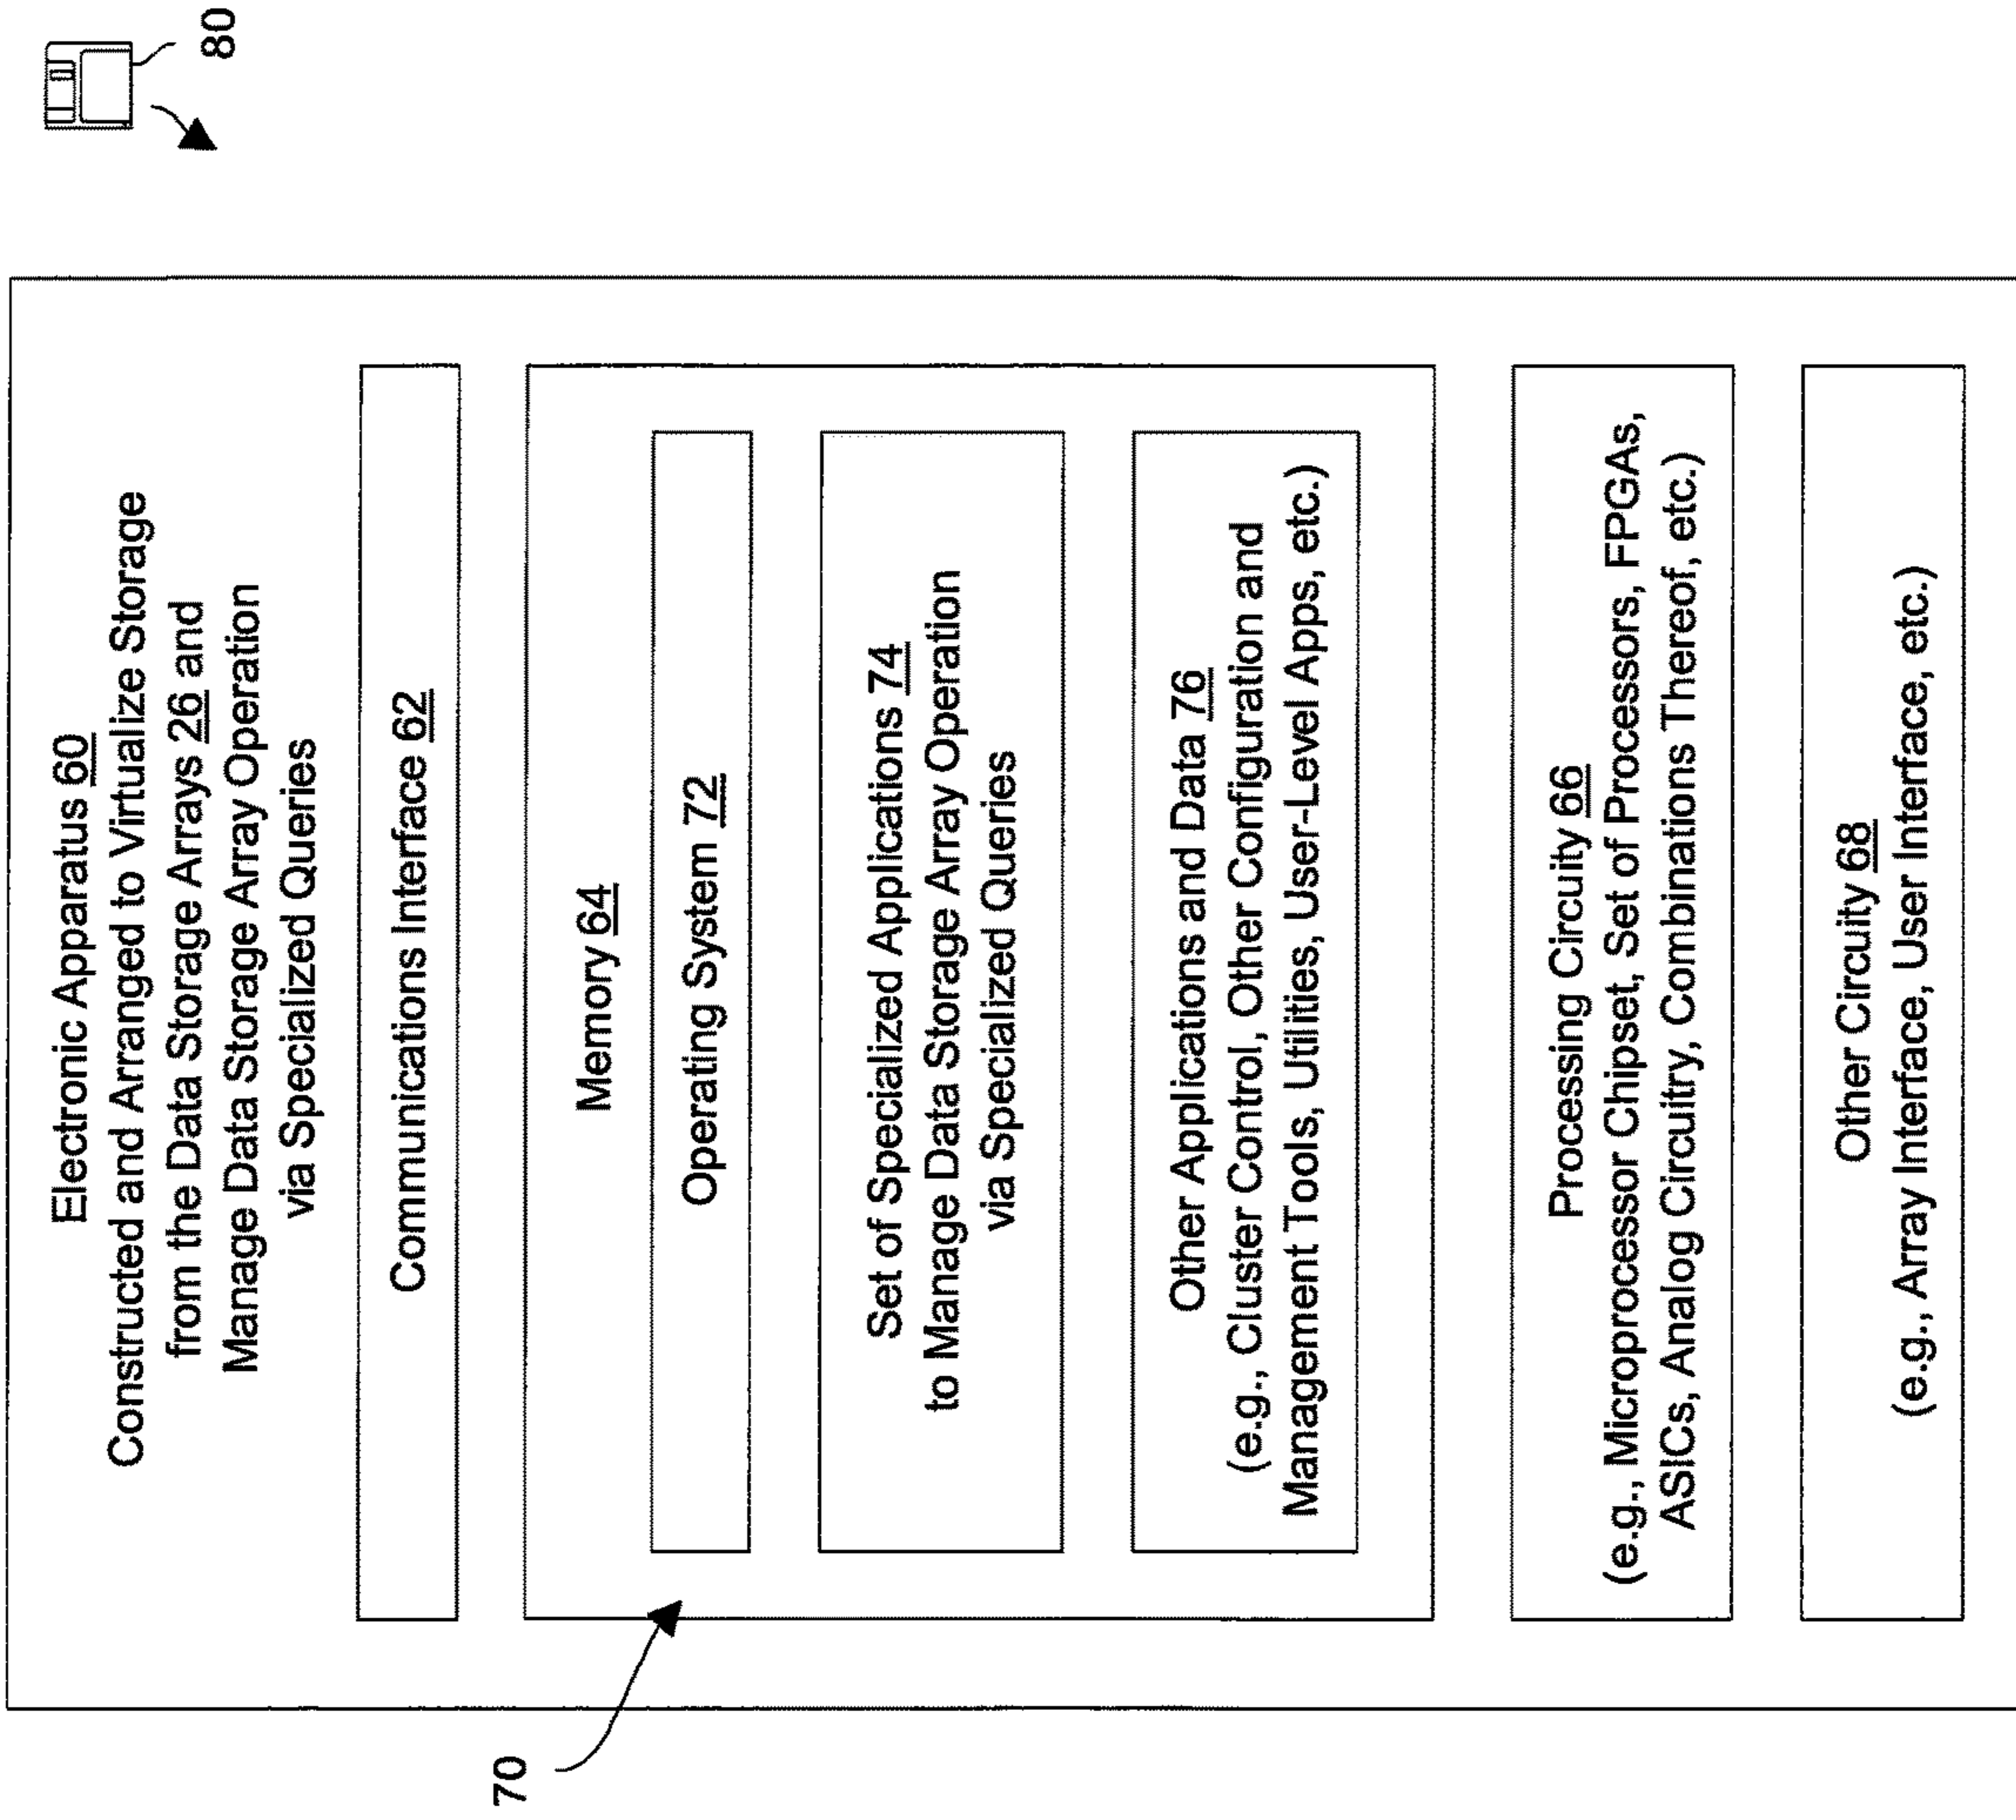 80
Electronic Apparatus 60
Constructed and Arranged to Virtualize Storage
from the Data Storage Arrays 26 and
Manage Data Storage Array Operation
via Specialized Queries
Communications Interface 62
70
Memory 64
Operating System 72
Set of Specialized Applications 74
to Manage Data Storage Array Operation
via Specialized Queries
Other Applications and Data 76
(e.g., Cluster Control, Other Configuration and
Management Tools, Utilities, User-Level Apps, etc.)
Processing Circuity 66
(e.g., Microprocessor Chipset, Set of Processors, FPGAs,
ASICs, Analog Circuitry, Combinations Thereof, etc.)
Other Circuity 68
(e.g., Array Interface, User Interface, etc.)